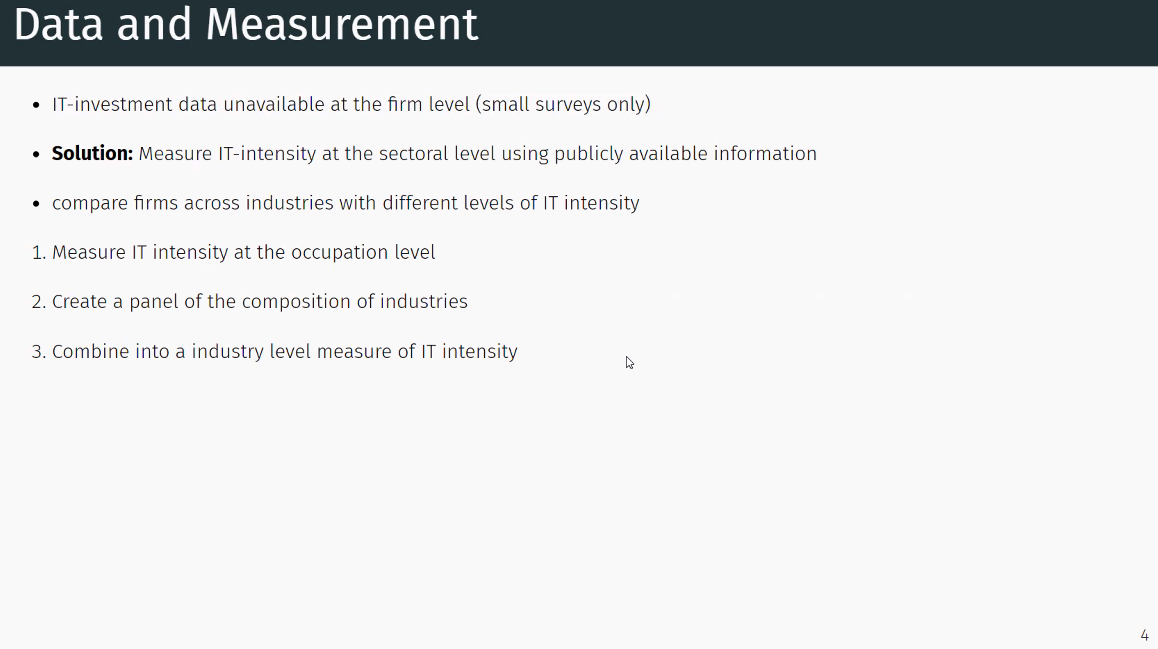 Data and Measurement
• IT-investment data unavailable at the firm level (small surveys only)
• Solution: Measure IT-intensity at the sectoral level using publicly available information
• compare firms across industries with different levels of IT intensity
1. Measure IT intensity at the occupation level
2. Create a panel of the composition of industries
3. Combine into a industry level measure of IT intensity
4